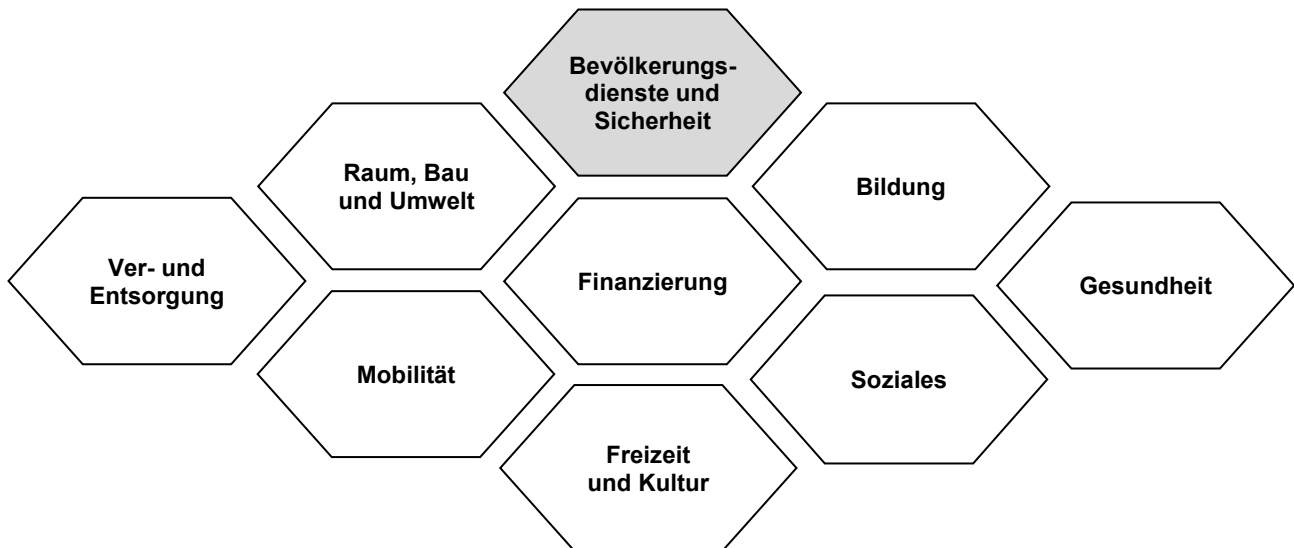 Bevölkerungs-
dienste und
Sicherheit
Raum, Bau
und Umwelt
Bildung
Ver- und
Entsorgung
Finanzierung
Gesundheit
Mobilität
Soziales
Freizeit
und Kultur